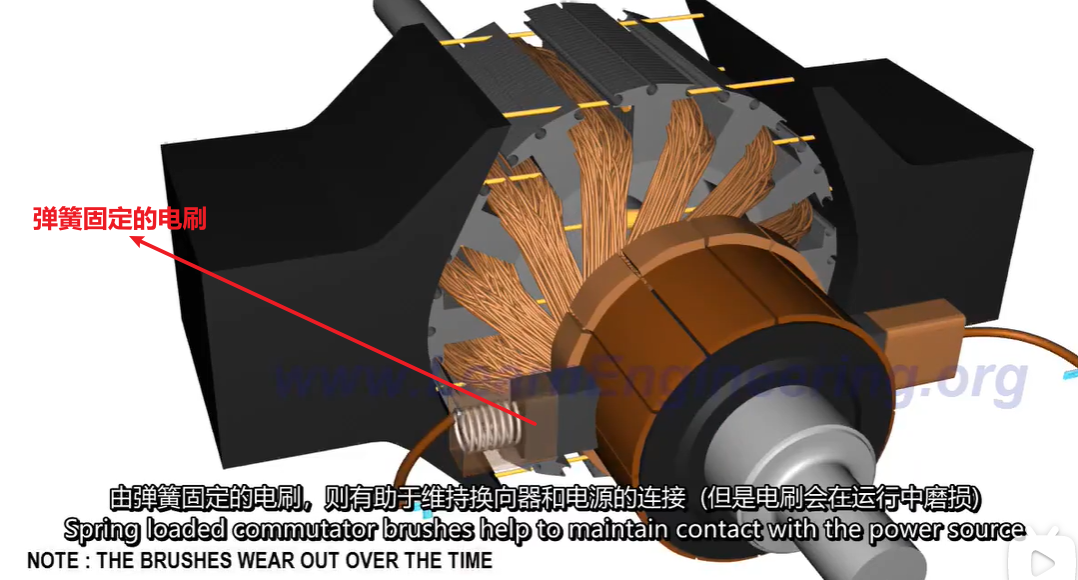 弹簧固定的电刷
www.LearnEngineering.org
由弹簧固定的电刷，则有助于维持换向器和电源的连接（但是电刷会在运行中磨损）
Spring loaded commutator brushes help to maintain contact with the power source
NOTE : THE BRUSHES WEAR OUT OVER THE TIME